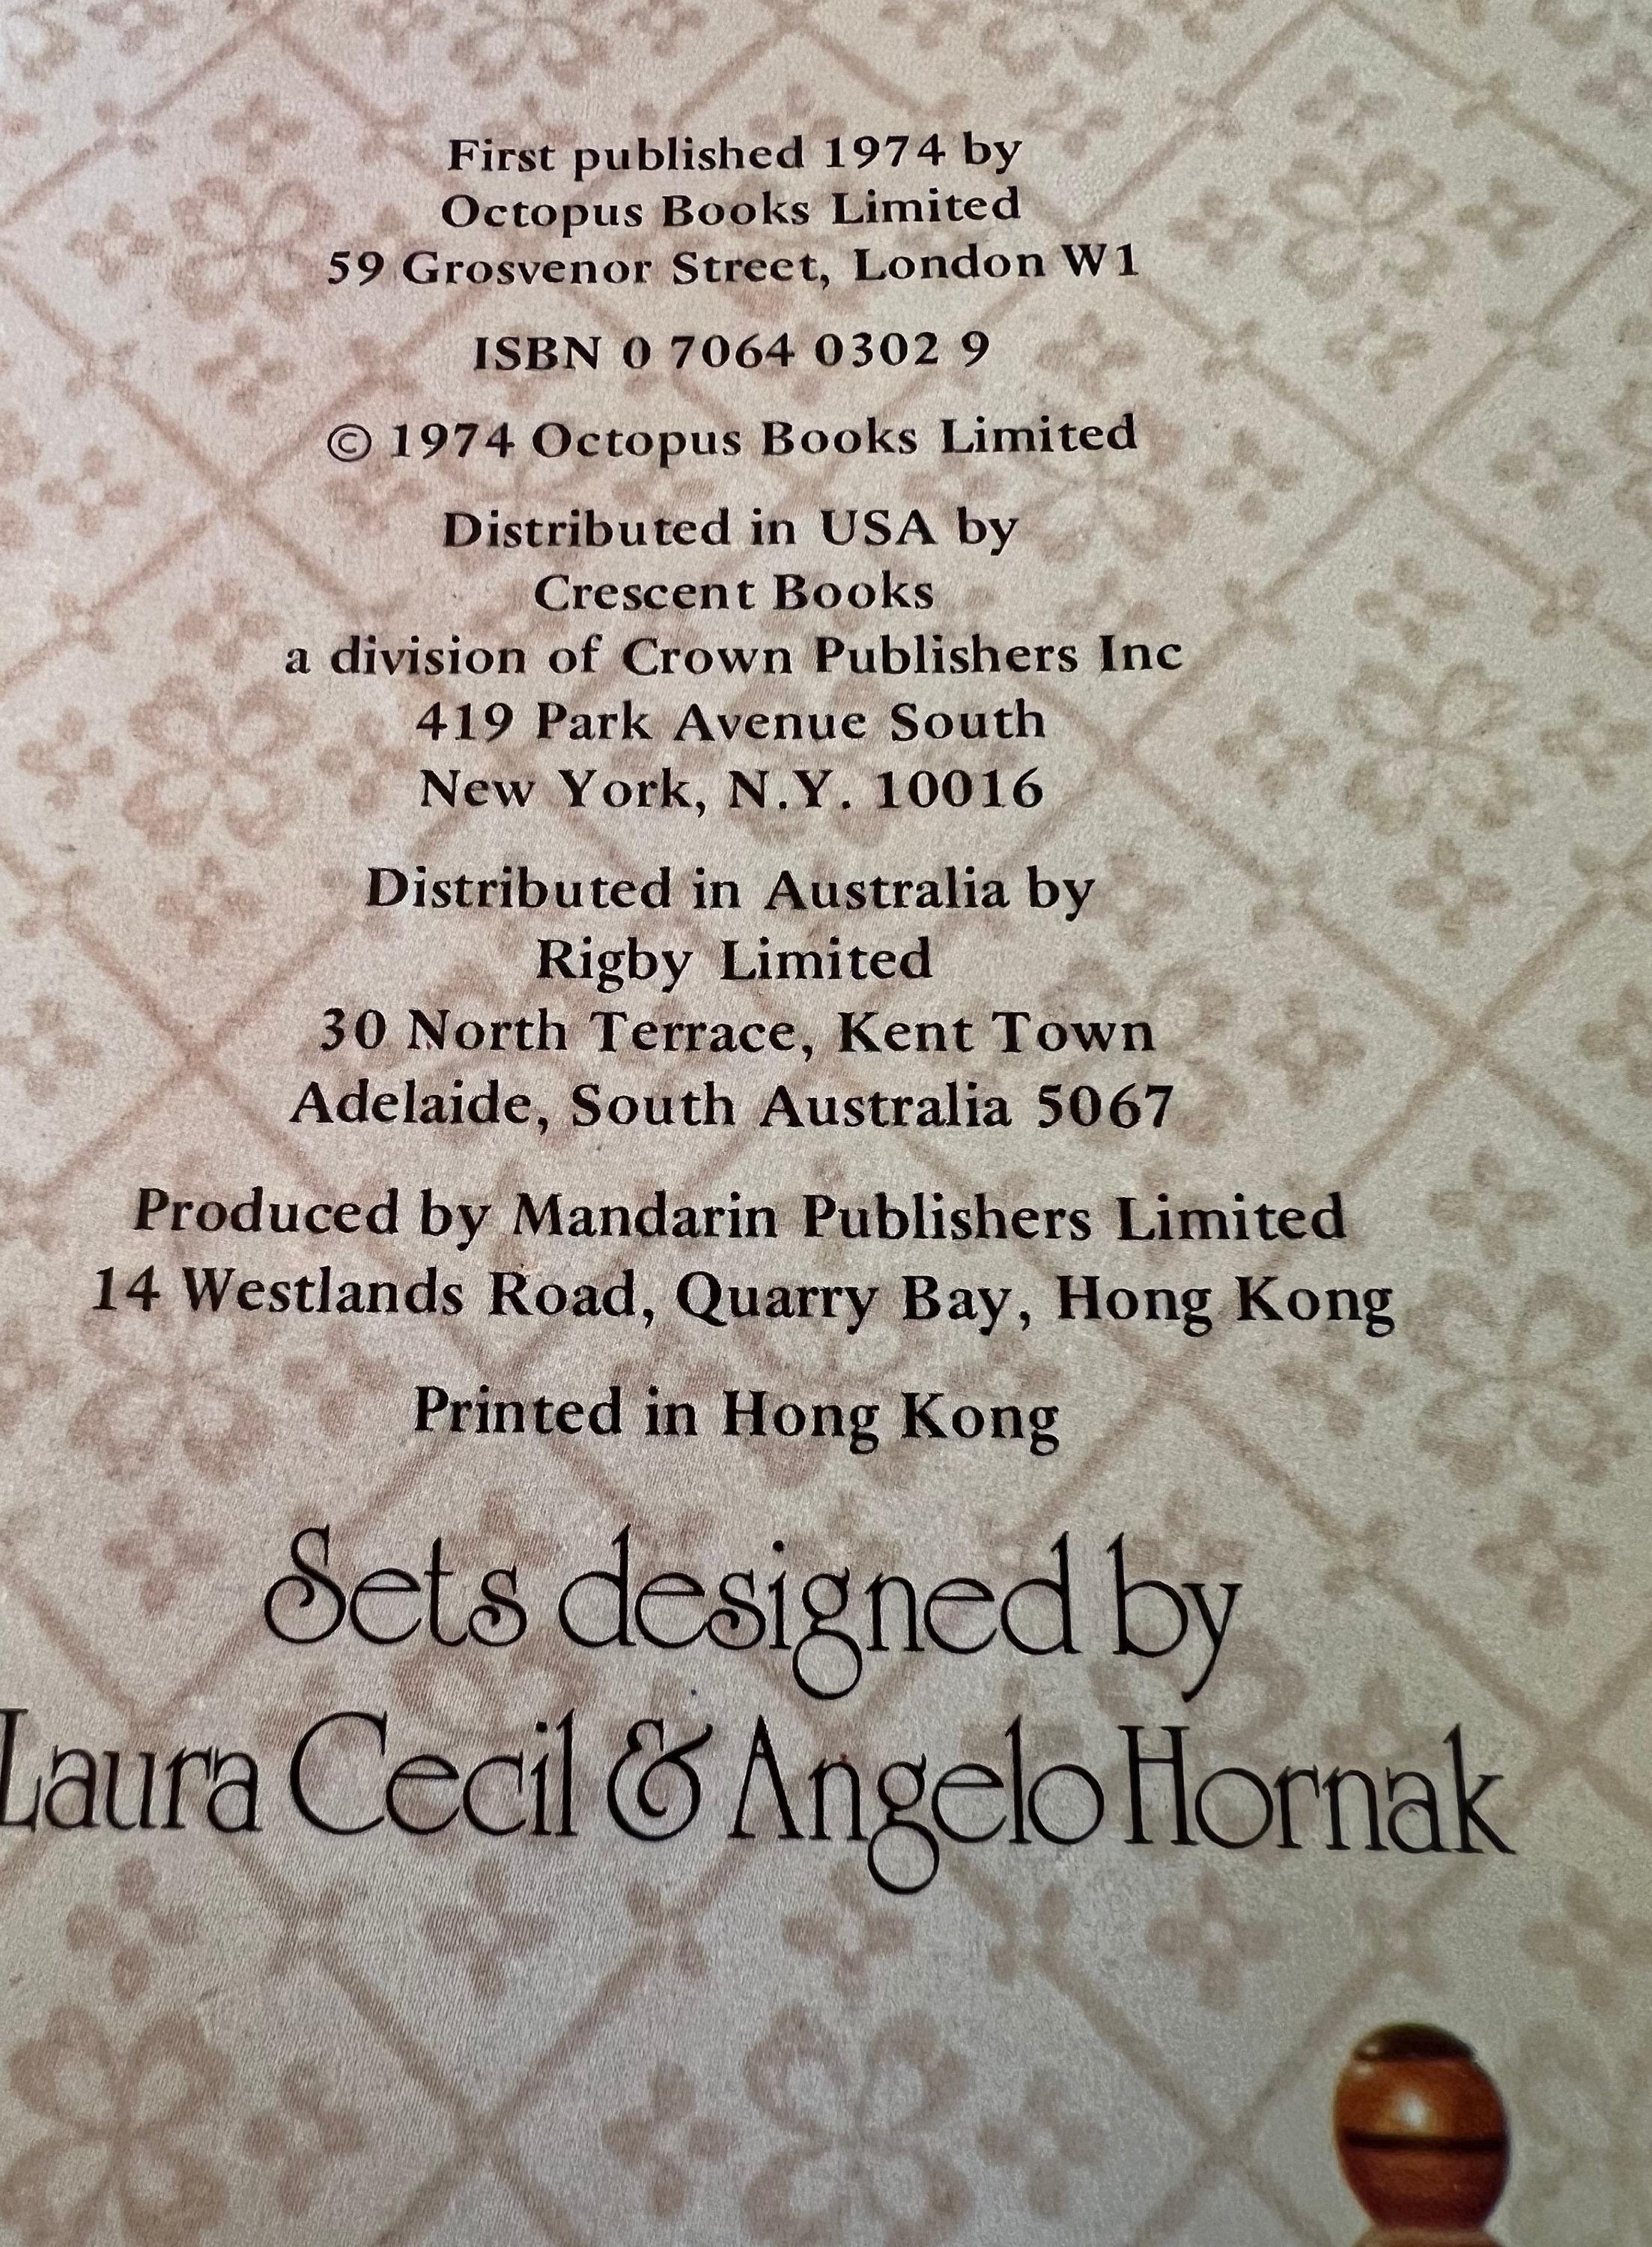 First published 1974 by
Octopus Books Limited
59 Grosvenor Street, London W1
ISBN 0 7064 0302 9
© 1974 Octopus Books Limited
Distributed in USA by
Crescent Books
a division of Crown Publishers Inc
419 Park Avenue South
New York, N.Y. 10016
Distributed in Australia by
Rigby Limited
30 North Terrace, Kent Town
Adelaide, South Australia 5067
Produced by Mandarin Publishers Limited
14 Westlands Road, Quarry Bay, Hong Kong
Printed in Hong Kong
Sets designed by
Laura Cecil & Angelo Hornak